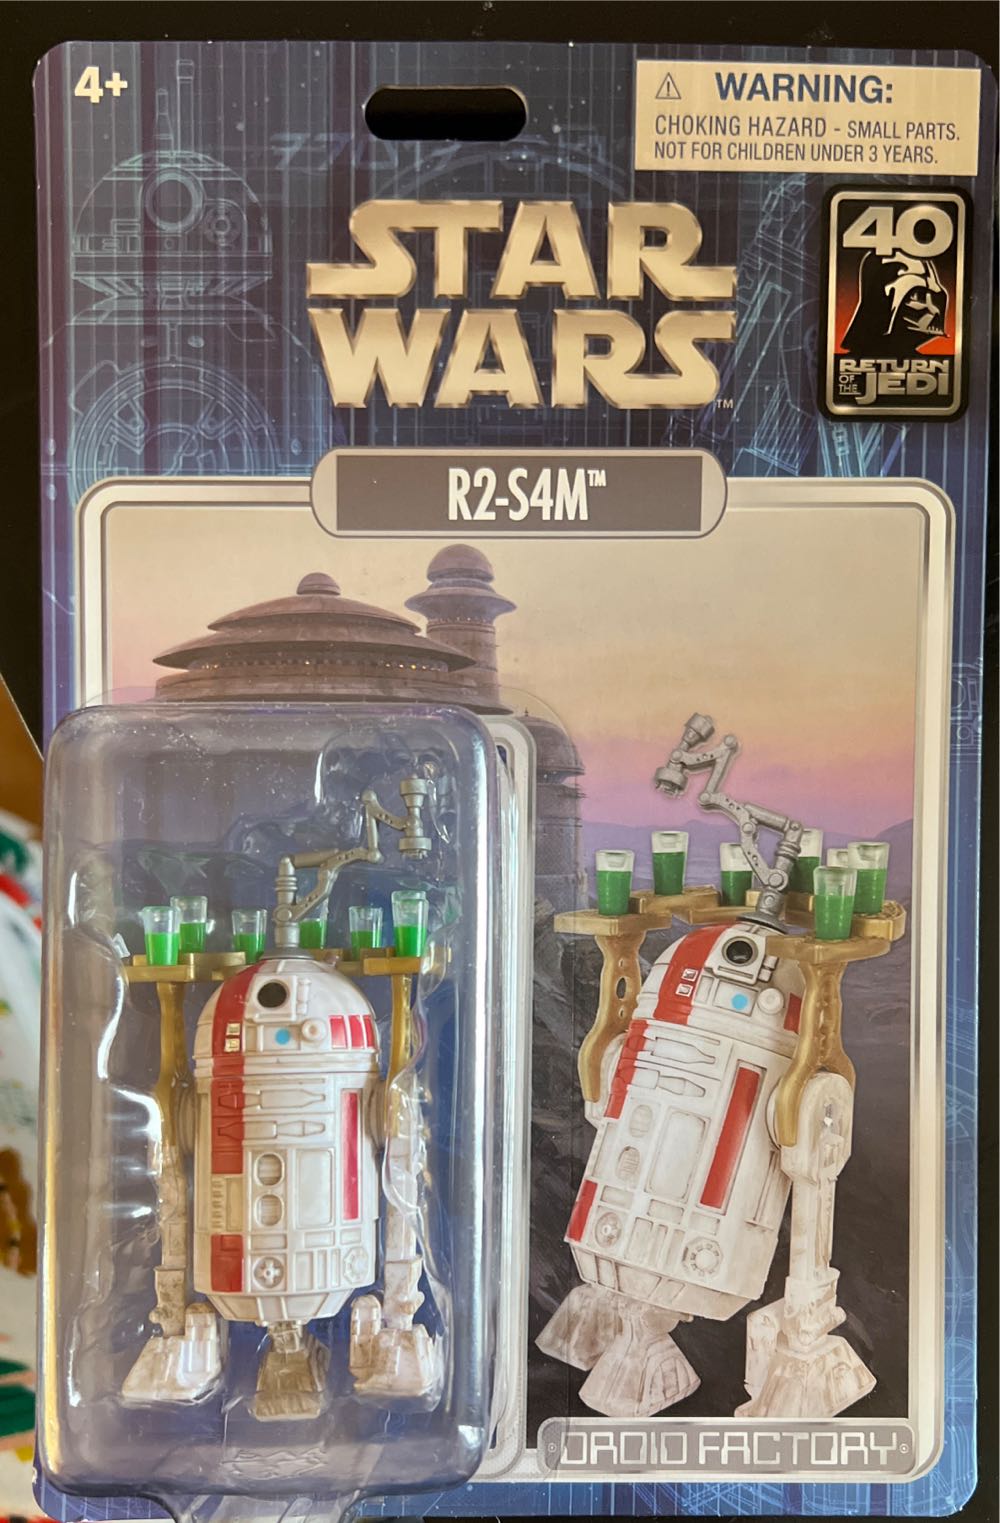 4+
⚠ WARNING:
CHOKING HAZARD - SMALL PARTS.
NOT FOR CHILDREN UNDER 3 YEARS.
STAR
WARS™
40
RETURN
OF THE JEDI
R2-S4M™
DROID FACTORY